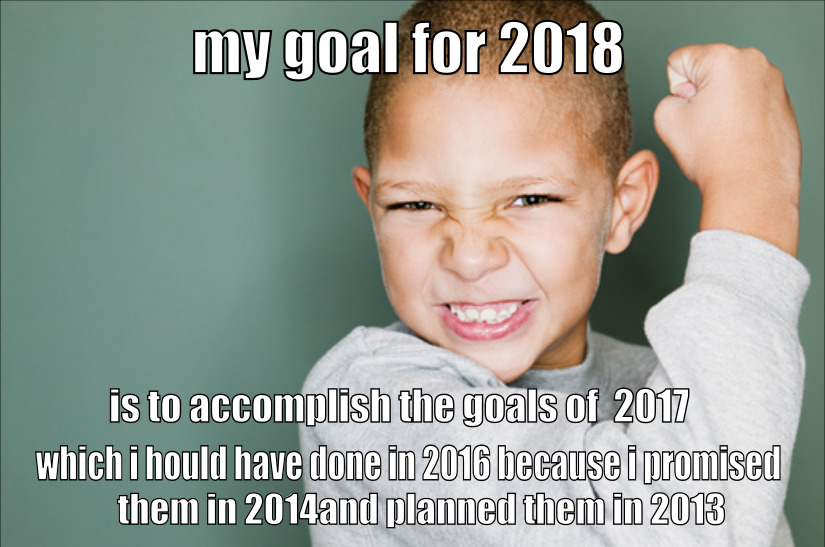 my goal for 2018
is to accomplish the goals of 2017
which i hould have done in 2016 because i promised
them in 2014and planned them in 2013